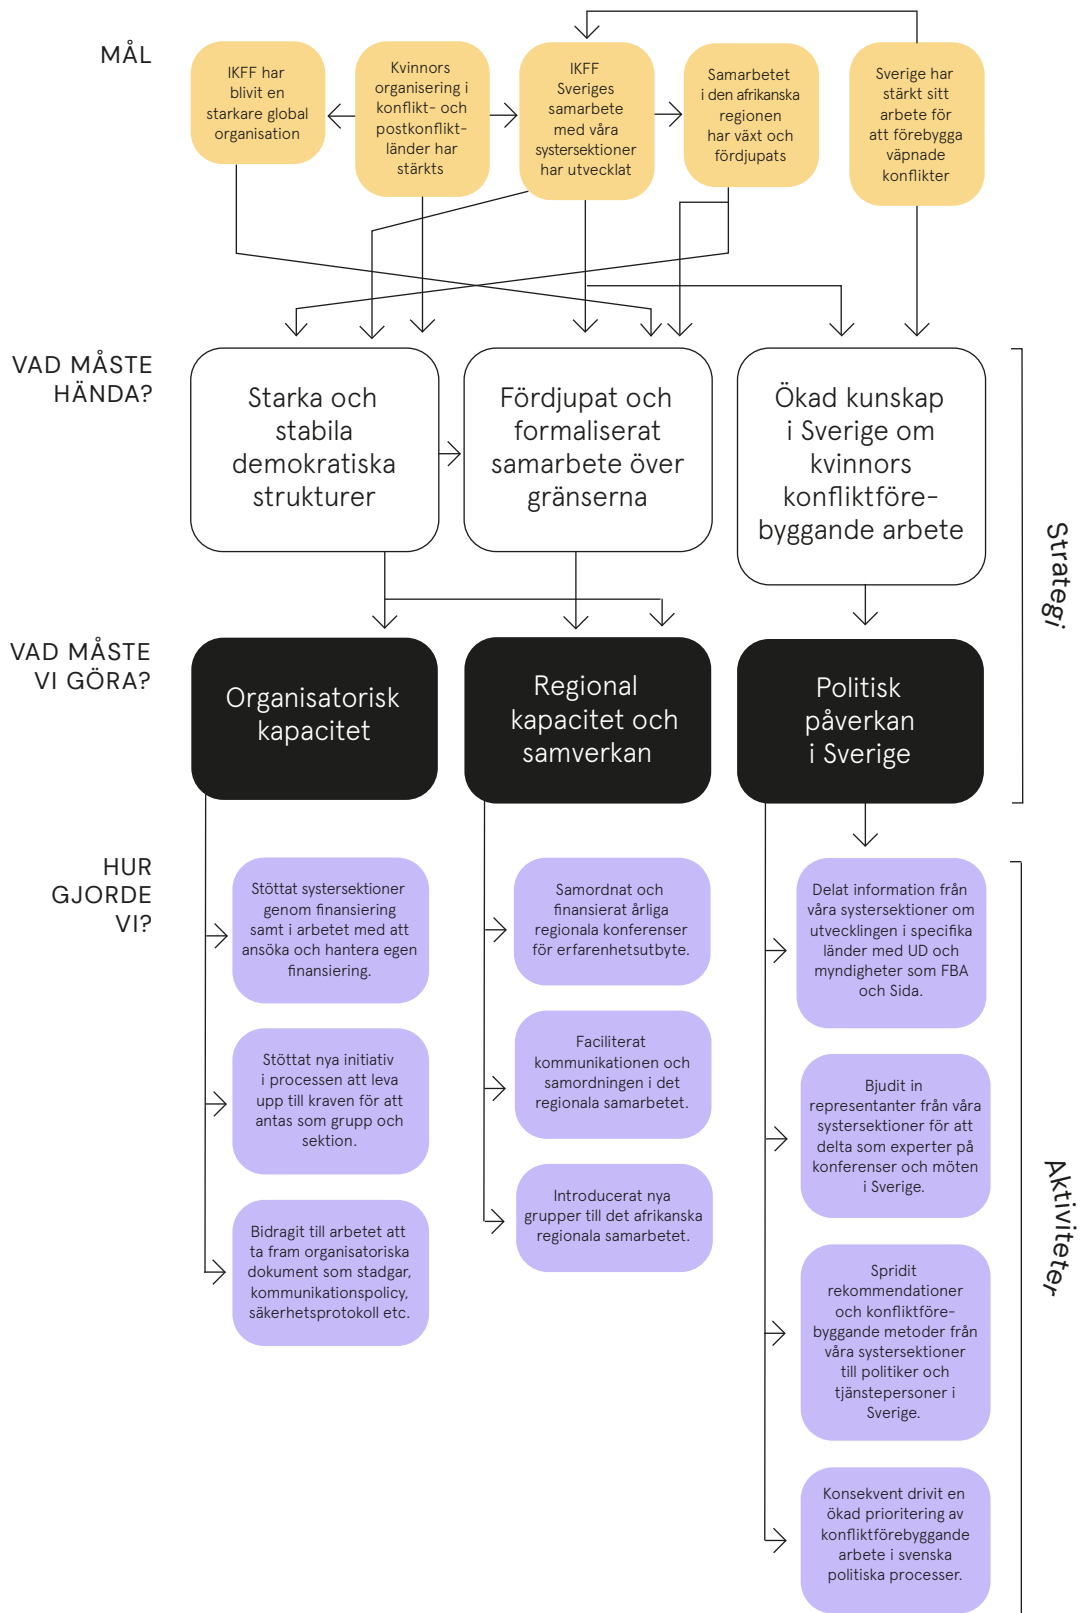 MÅL
IKFF har
blivit en
starkare global
organisation
Kvinnors
organisering i
konflikt- och
postkonflikt-
länder har
stärkts
IKFF
Sveriges
samarbete
med våra
systersektioner
har utvecklat
Samarbetet
i den afrikanska
regionen
har växt och
fördjupats
Sverige har
stärkt sitt
arbete för
att förebygga
väpnade
konflikter
VAD MÅSTE
HÄNDA?
Starka och
stabila
demokratiska
strukturer
Fördjupat och
formaliserat
samarbete över
gränserna
Ökad kunskap
i Sverige om
kvinnors
konfliktföre-
byggande arbete
Strategi
VAD MÅSTE
VI GÖRA?
Organisatorisk
kapacitet
Regional
kapacitet och
samverkan
Politisk
påverkan
i Sverige
HUR
GJORDE
VI?
Stöttat systersektioner
genom finansiering
samt i arbetet med att
ansöka och hantera egen
finansiering.
Stöttat nya initiativ
i processen att leva
upp till kraven för att
antas som grupp och
sektion.
Bidragit till arbetet att
ta fram organisatoriska
dokument som stadgar,
kommunikationspolicy,
säkerhetsprotokoll etc.
Samordnat och
finansierat årliga
regionala konferenser
för erfarenhetsutbyte.
Faciliterat
kommunikationen och
samordningen i det
regionala samarbetet.
Introducerat nya
grupper till det afrikanska
regionala samarbetet.
Delat information från
våra systersektioner om
utvecklingen i specifika
länder med UD och
myndigheter som FBA
och Sida.
Bjudit in
representanter från våra
systersektioner för att
delta som experter på
konferenser och möten
i Sverige.
Spridit
rekommendationer
och konfliktföre-
byggande metoder från
våra systersektioner
till politiker och
tjänstepersoner i
Sverige.
Konsekvent drivit en
ökad prioritering av
konfliktförebyggande
arbete i svenska
politiska processer.
Aktiviteter